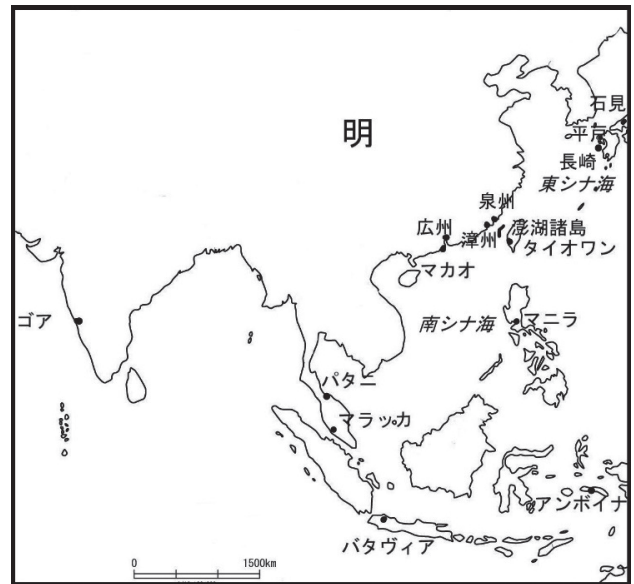 明
石見
平戸
長崎
東シナ海
泉州
広州
漳州
澎湖諸島
タイオワン
マカオ
ゴア
南シナ海
マニラ
パタニ
マラッカ
アンボイナ
バタヴィア
0 1500km